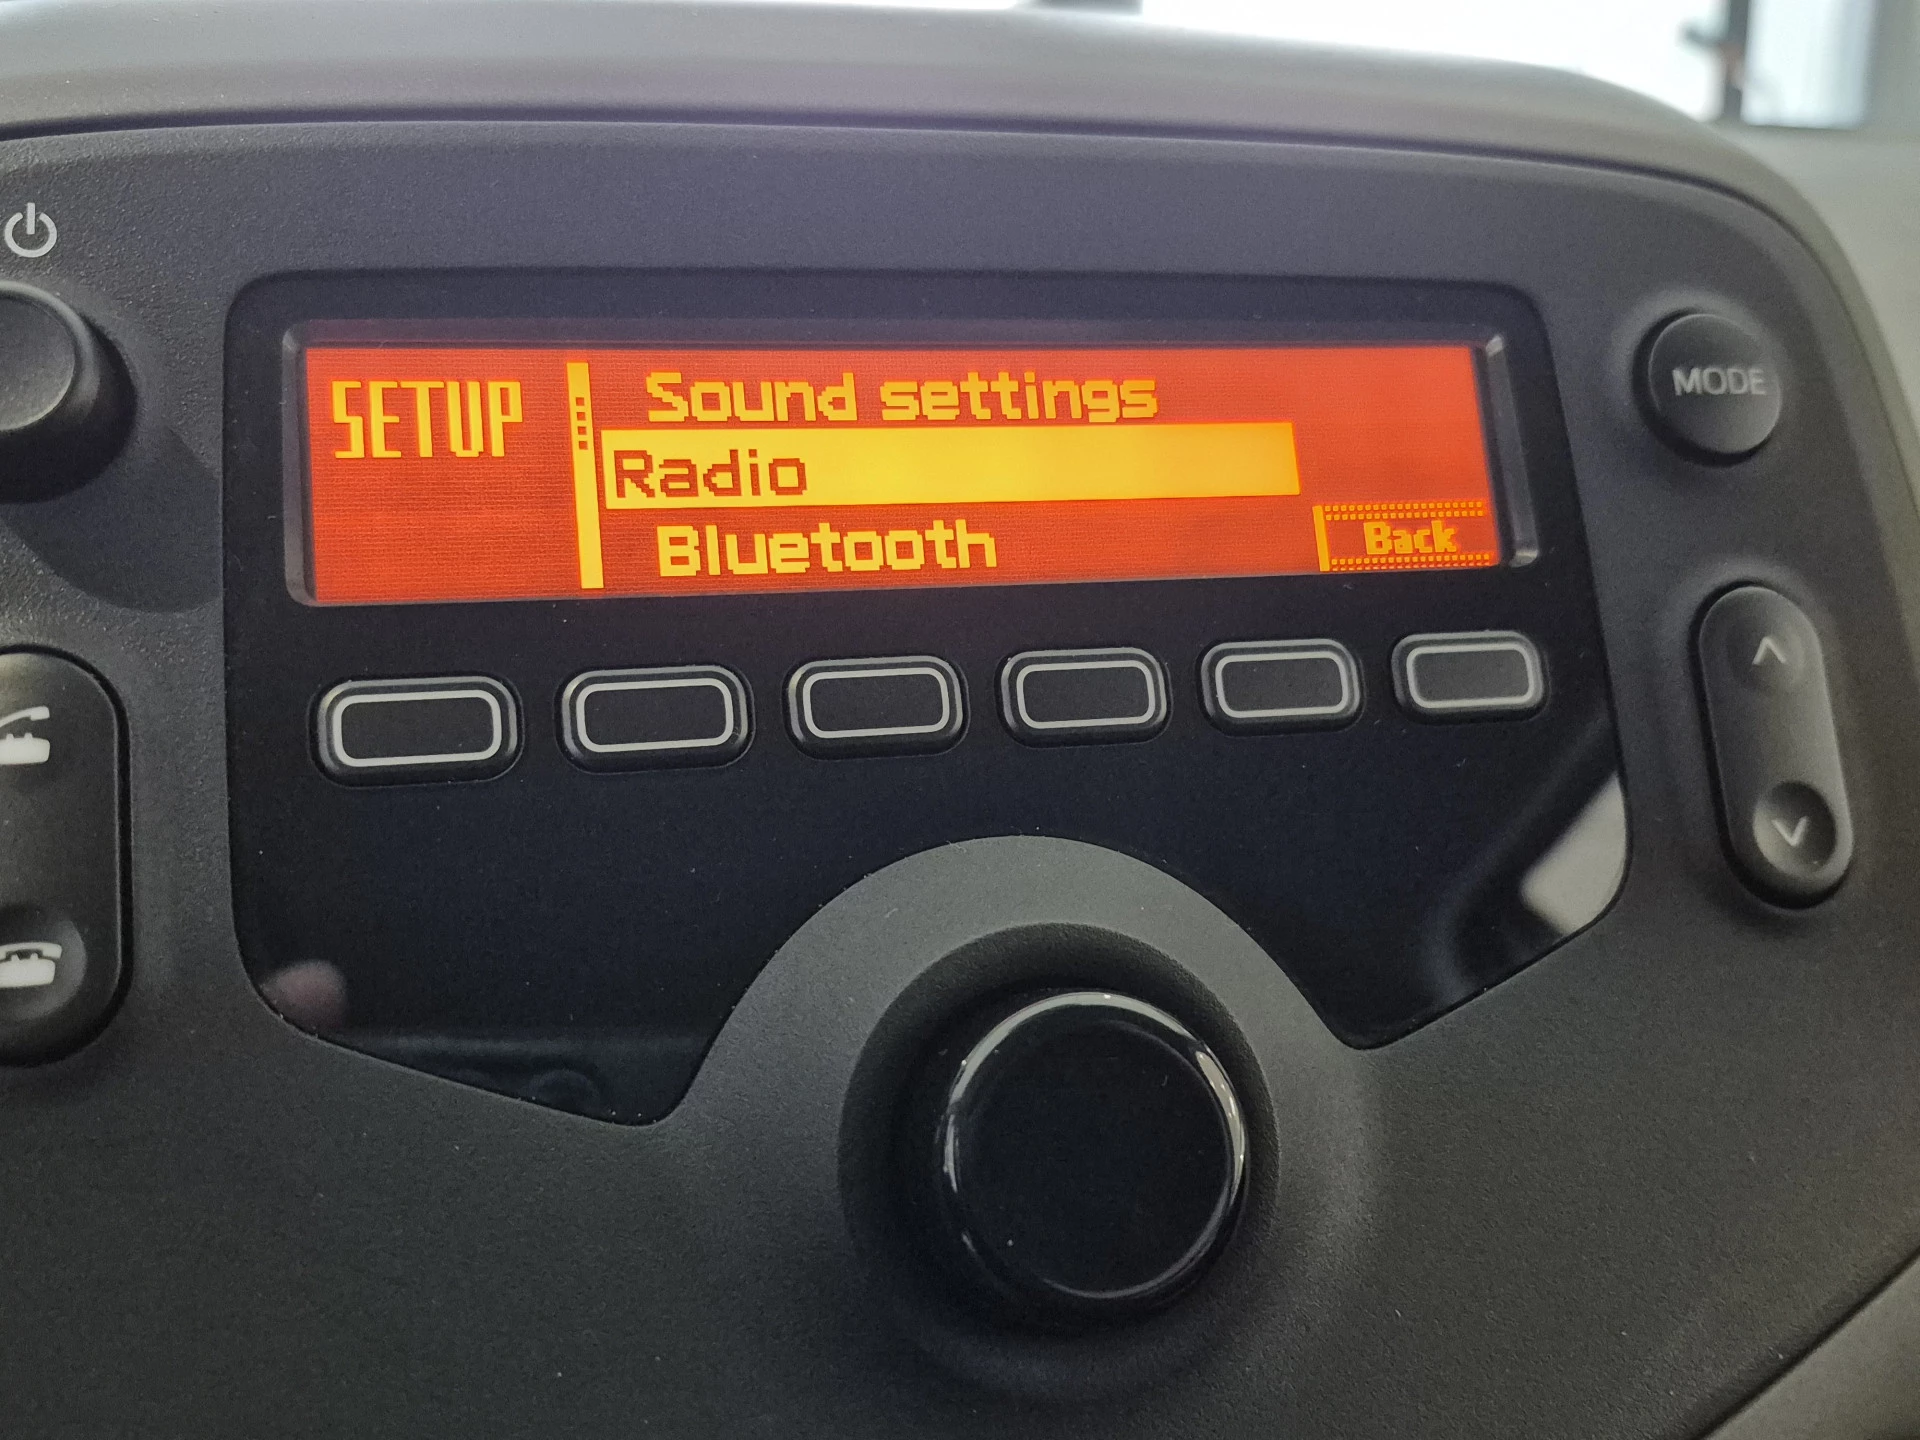 SETUP
Sound settings
Radio
Bluetooth
Back
MODE